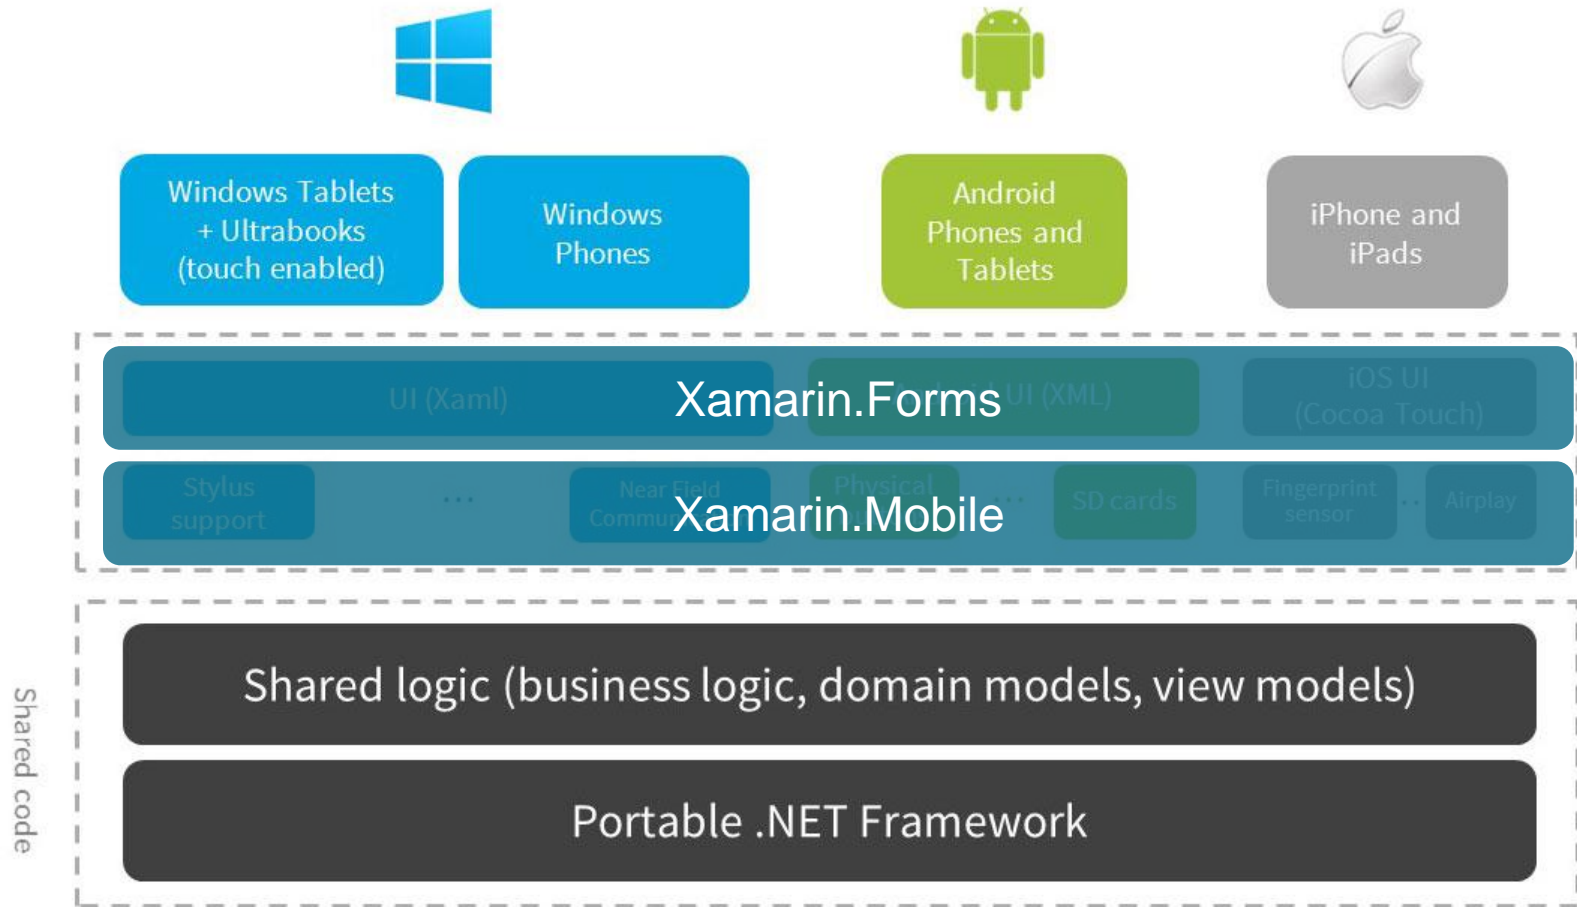 Windows Tablets
+ Ultrabooks
(touch enabled)
Windows
Phones
Android
Phones and
Tablets
iPhone and
iPads
UI (Xaml)
Xamarin.Forms
UI (XML)
iOS UI
(Cocoa Touch)
Stylus
support
...
Near Field
Xamarin.Mobile
Physical
...
SD cards
Fingerprint
sensor
..
Airplay
Shared code
Shared logic (business logic, domain models, view models)
Portable .NET Framework